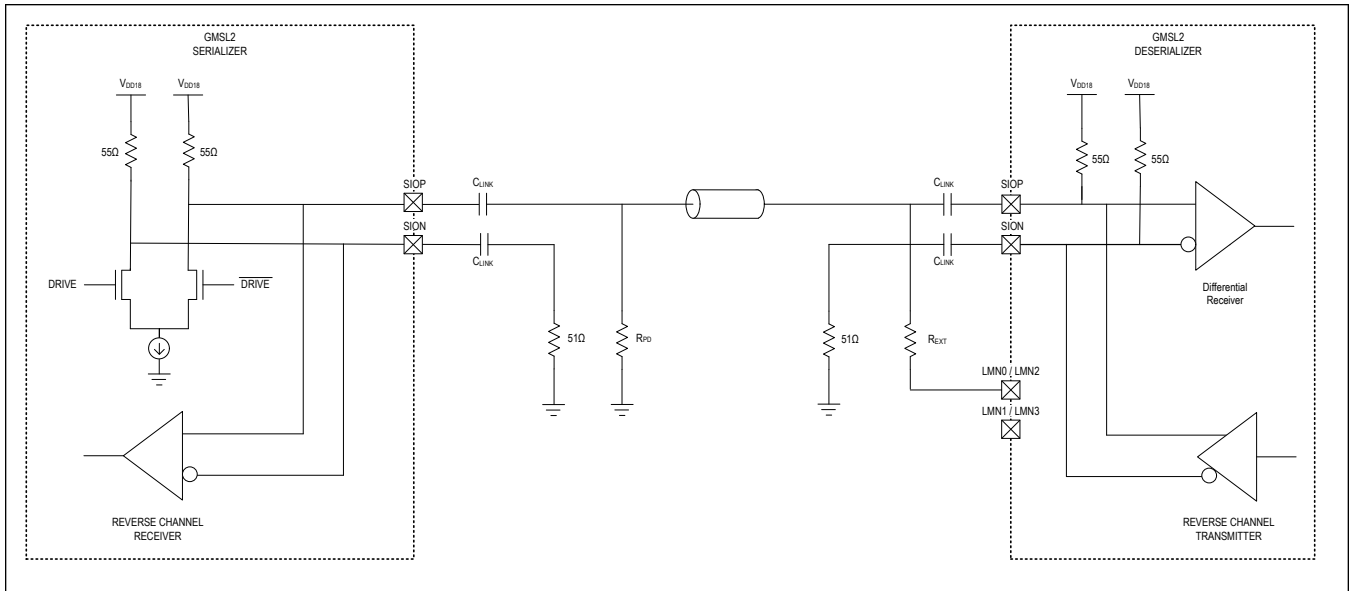 GMSL2
SERIALIZER
GMSL2
DESERIALIZER
VDD18
VDD18
VDD18
VDD18
55Ω
55Ω
55Ω
55Ω
SIOP
CLINK
CLINK
SIOP
SION
SION
CLINK
CLINK
DRIVE
DRIVE
Differential
Receiver
51Ω
RPD
51Ω
REXT
LMN0 / LMN2
LMN1 / LMN3
REVERSE CHANNEL
RECEIVER
REVERSE CHANNEL
TRANSMITTER